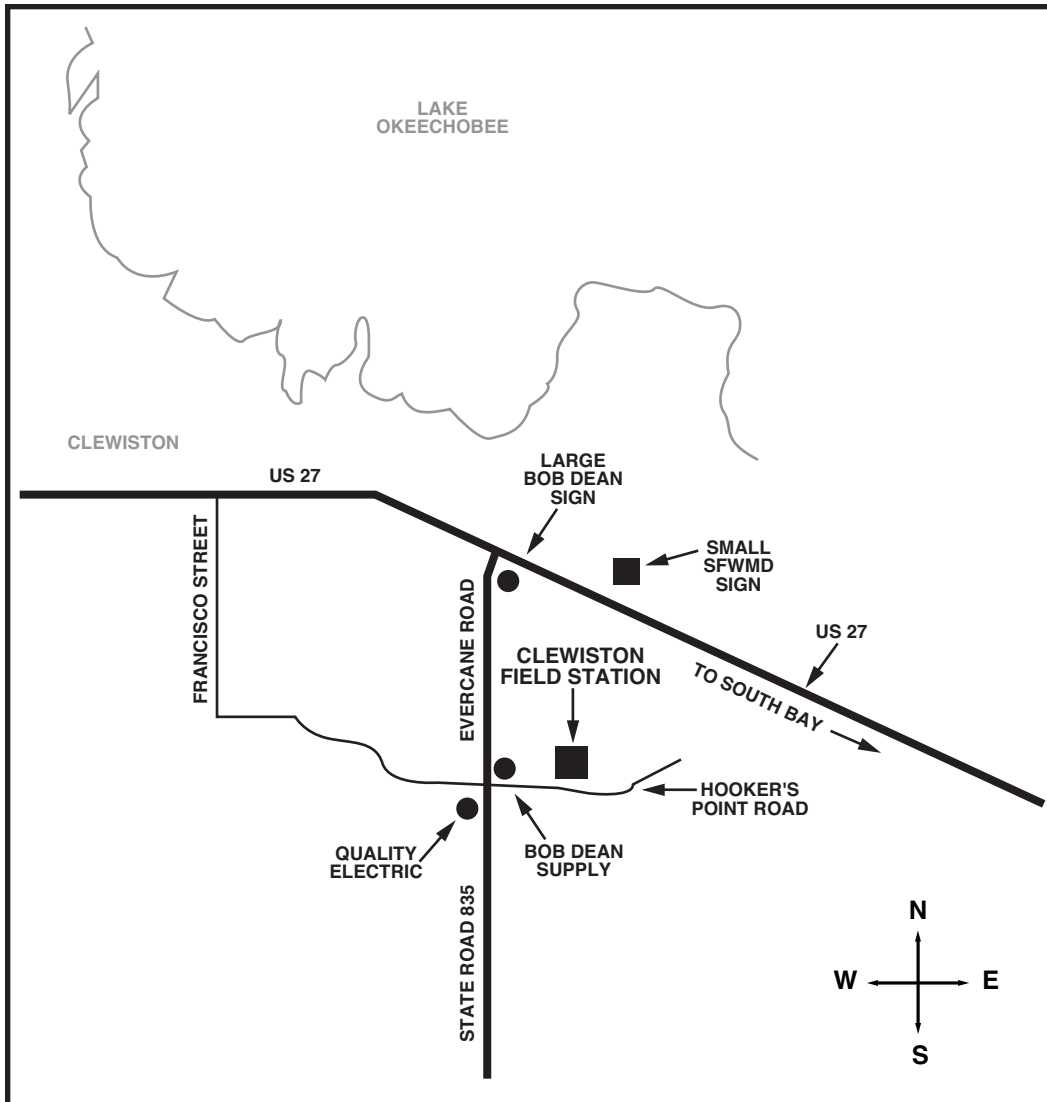 LAKE
OKEECHOBEE
CLEWISTON
US 27
LARGE
BOB DEAN
SIGN
FRANCISCO STREET
EVERCANE ROAD
SMALL
SFWMD
SIGN
US 27
CLEWISTON
FIELD STATION
TO SOUTH BAY
HOOKER'S
POINT ROAD
QUALITY
ELECTRIC
BOB DEAN
SUPPLY
STATE ROAD 835
N
W
E
S